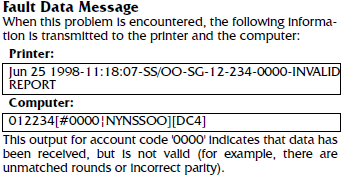 Fault Data Message
When this problem is encountered, the following informa-
tion is transmitted to the printer and the computer:
Printer:
Jun 25 1998-11:18:07-SS/OO-SG-12-234-0000-INVALID
REPORT
Computer:
012234[#0000¦NYNSSOO][DC4]
This output for account code '0000' indicates that data has
been received, but is not valid (for example, there are
unmatched rounds or incorrect parity).